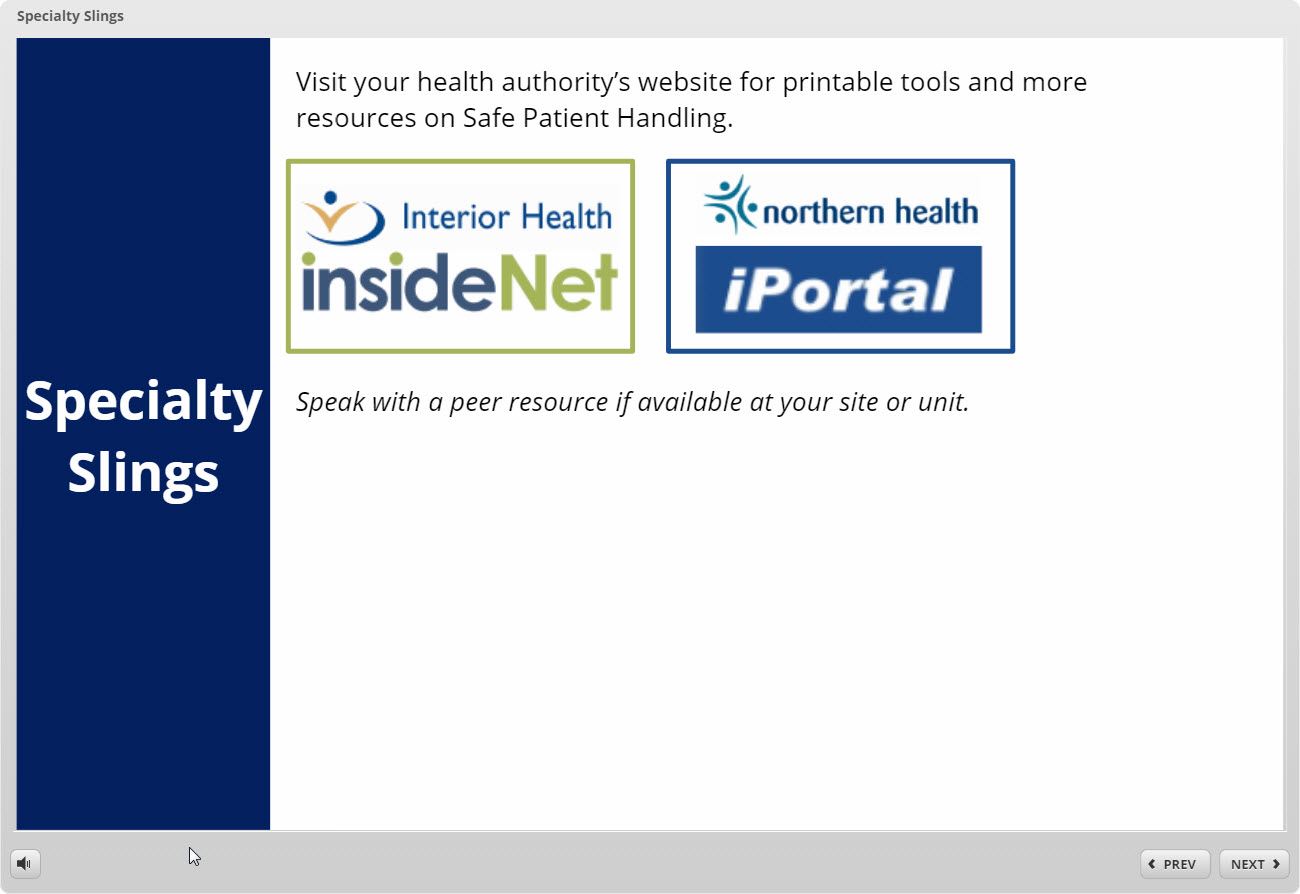 Specialty Slings
Visit your health authority’s website for printable tools and more
resources on Safe Patient Handling.
Interior Health
insideNet
northern health
iPortal
Speak with a peer resource if available at your site or unit.
Specialty
Slings
PREV
NEXT